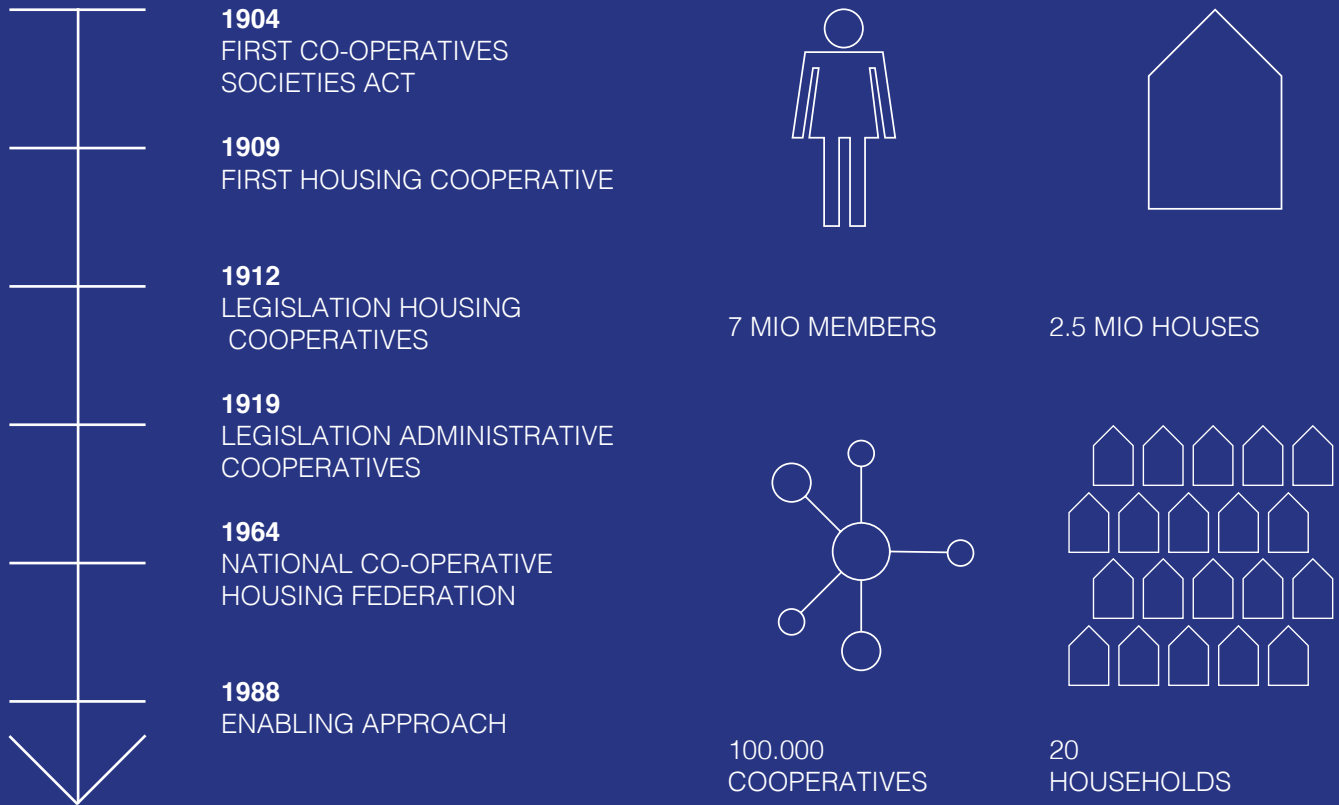 1904
FIRST CO-OPERATIVES
SOCIETIES ACT
1909
FIRST HOUSING COOPERATIVE
1912
LEGISLATION HOUSING
COOPERATIVES
1919
LEGISLATION ADMINISTRATIVE
COOPERATIVES
1964
NATIONAL CO-OPERATIVE
HOUSING FEDERATION
1988
ENABLING APPROACH
7 MIO MEMBERS
2.5 MIO HOUSES
100.000
COOPERATIVES
20
HOUSEHOLDS